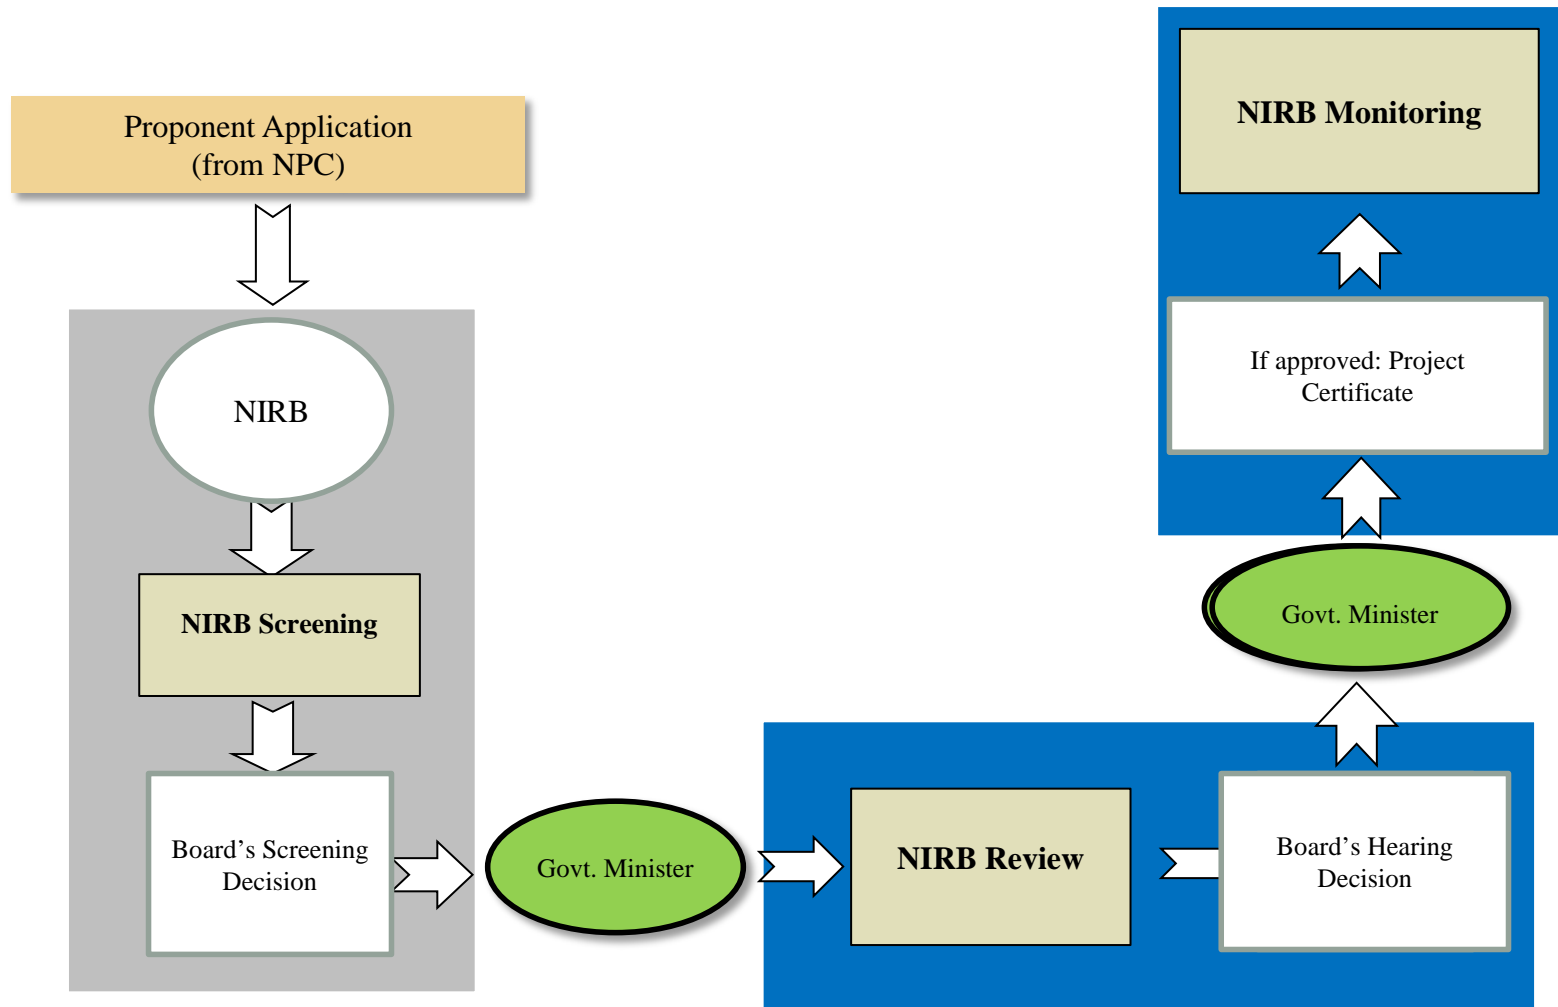 Proponent Application
(from NPC)
NIRB
NIRB Screening
Board’s Screening
Decision
Govt. Minister
NIRB Review
Board’s Hearing
Decision
Govt. Minister
If approved: Project
Certificate
NIRB Monitoring